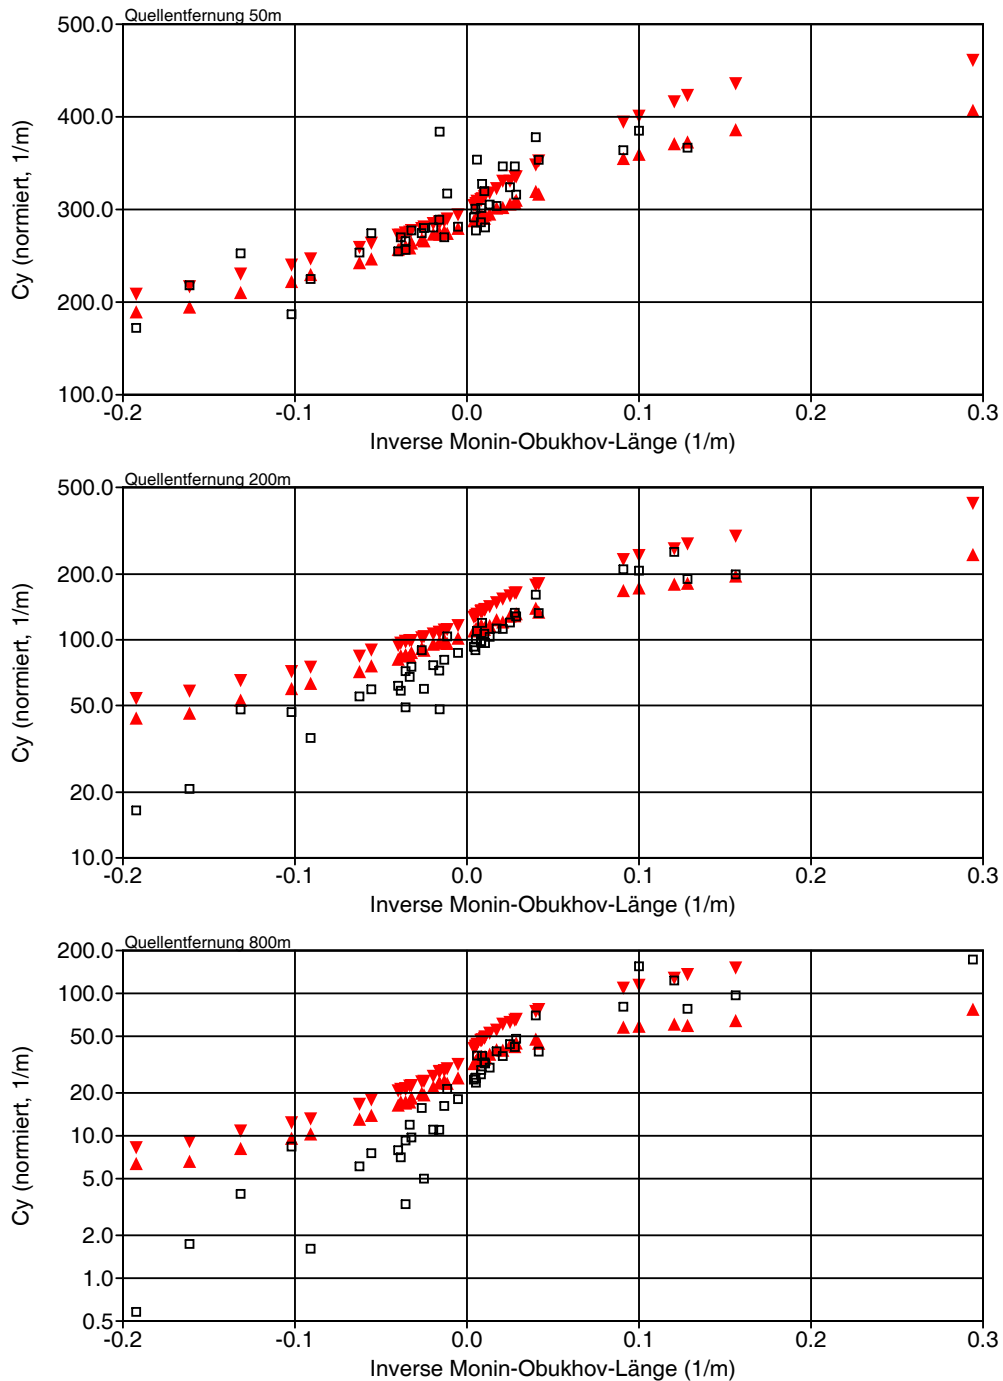 Quellentfernung 50m
500.0
400.0
300.0
200.0
100.0
-0.2 -0.1 0.0 0.1 0.2 0.3
Cy (normiert, 1/m)
Inverse Monin-Obukhov-Länge (1/m)
Quellentfernung 200m
500.0
200.0
100.0
50.0
20.0
10.0
-0.2 -0.1 0.0 0.1 0.2 0.3
Cy (normiert, 1/m)
Inverse Monin-Obukhov-Länge (1/m)
Quellentfernung 800m
200.0
100.0
50.0
20.0
10.0
5.0
2.0
1.0
0.5
-0.2 -0.1 0.0 0.1 0.2 0.3
Cy (normiert, 1/m)
Inverse Monin-Obukhov-Länge (1/m)